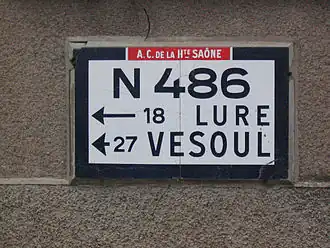 A.C. DE LA HTE SAÔNE
N 486
← 18 LURE
← 27 VESOUL